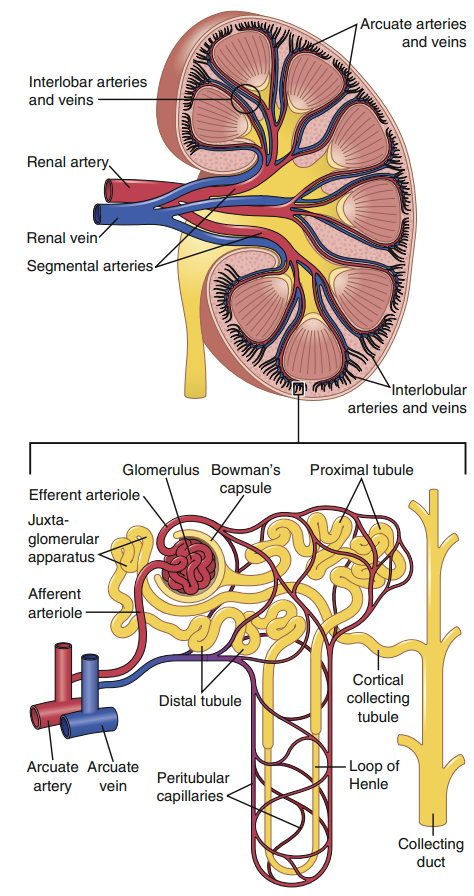 Arcuate arteries
and veins
Interlobar arteries
and veins
Renal artery
Renal vein
Segmental arteries
Interlobular
arteries and veins
Glomerulus
Bowman's
capsule
Proximal tubule
Efferent arteriole
Juxta-
glomerular
apparatus
Afferent
arteriole
Distal tubule
Cortical
collecting
tubule
Arcuate
artery
Arcuate
vein
Peritubular
capillaries
Loop of
Henle
Collecting
duct